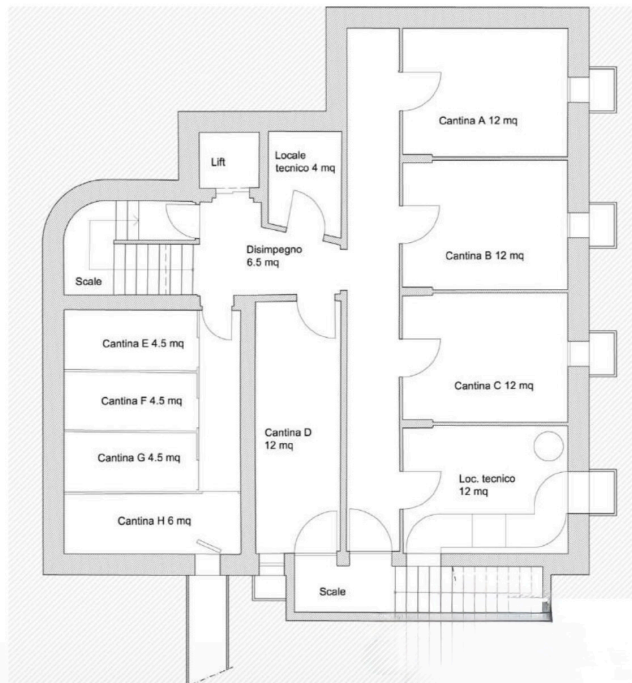 Cantina A 12 mq
Lift
Locale
tecnico 4 mq
Disimpegno
6.5 mq
Cantina B 12 mq
Scale
Cantina E 4.5 mq
Cantina F 4.5 mq
Cantina G 4.5 mq
Cantina H 6 mq
Cantina D
12 mq
Cantina C 12 mq
Loc. tecnico
12 mq
Scale